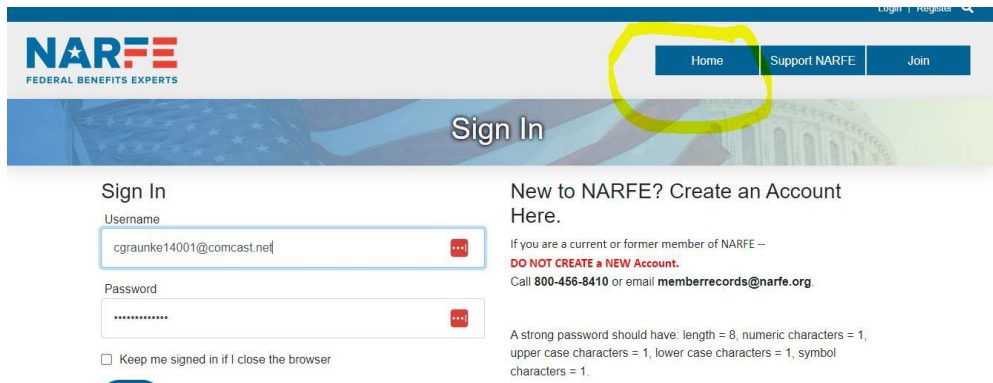 Login | Register
NARFE
FEDERAL BENEFITS EXPERTS
Home
Support NARFE
Join
Sign In
Sign In
Username
cgraunke14001@comcast.net
Password
•••••••••••••
Keep me signed in if I close the browser
New to NARFE? Create an Account
Here.
If you are a current or former member of NARFE --
DO NOT CREATE a NEW Account.
Call 800-456-8410 or email memberrecords@narfe.org.
A strong password should have: length = 8, numeric characters = 1,
upper case characters = 1, lower case characters = 1, symbol
characters = 1.